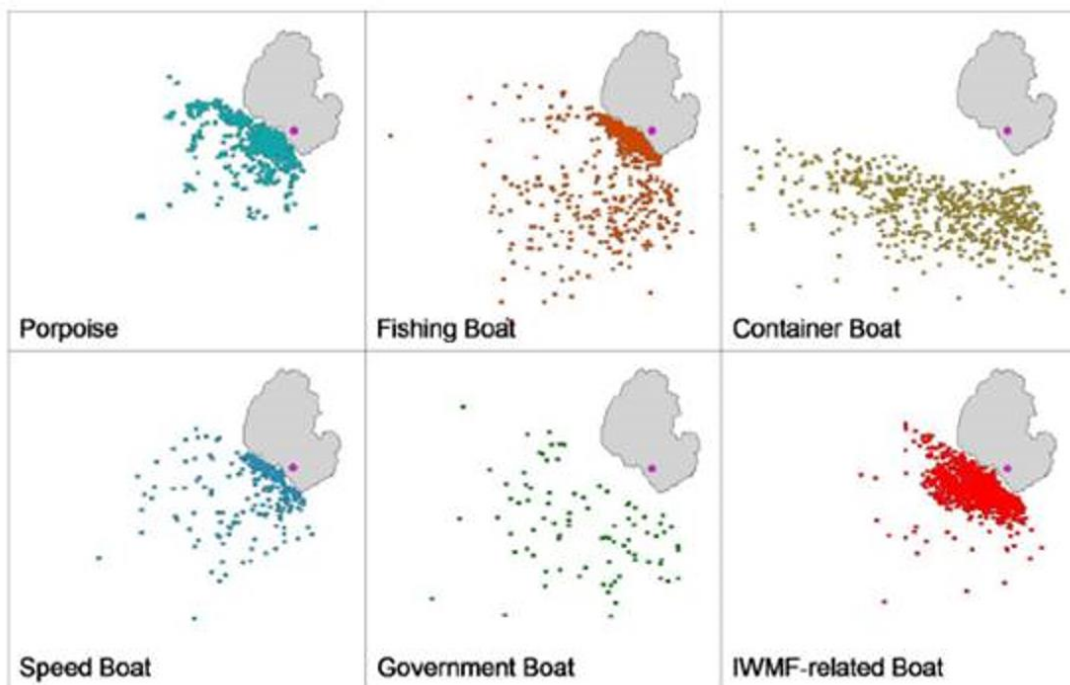 Porpoise
Fishing Boat
Container Boat
Speed Boat
Government Boat
IWMF-related Boat